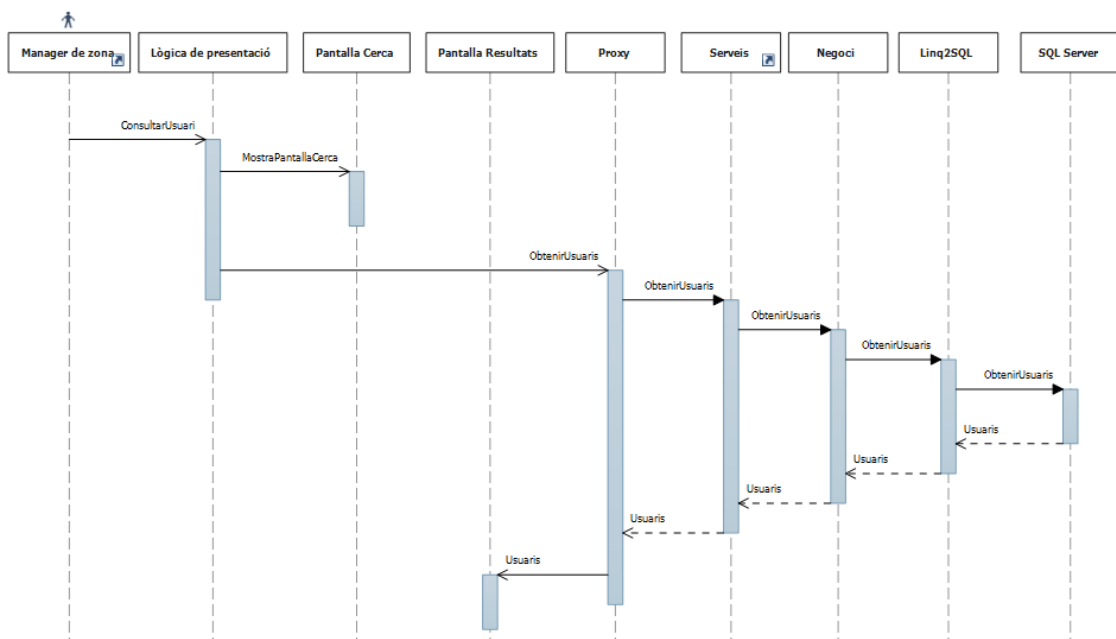 Manager de zona
Lògica de presentació
Pantalla Cerca
Pantalla Resultats
Proxy
Serveis
Negoci
Linq2SQL
SQL Server
ConsultarUsuari
MostraPantallaCerca
ObtenirUsuaris
ObtenirUsuaris
ObtenirUsuaris
ObtenirUsuaris
ObtenirUsuaris
Usuaris
Usuaris
Usuaris
Usuaris
Usuaris